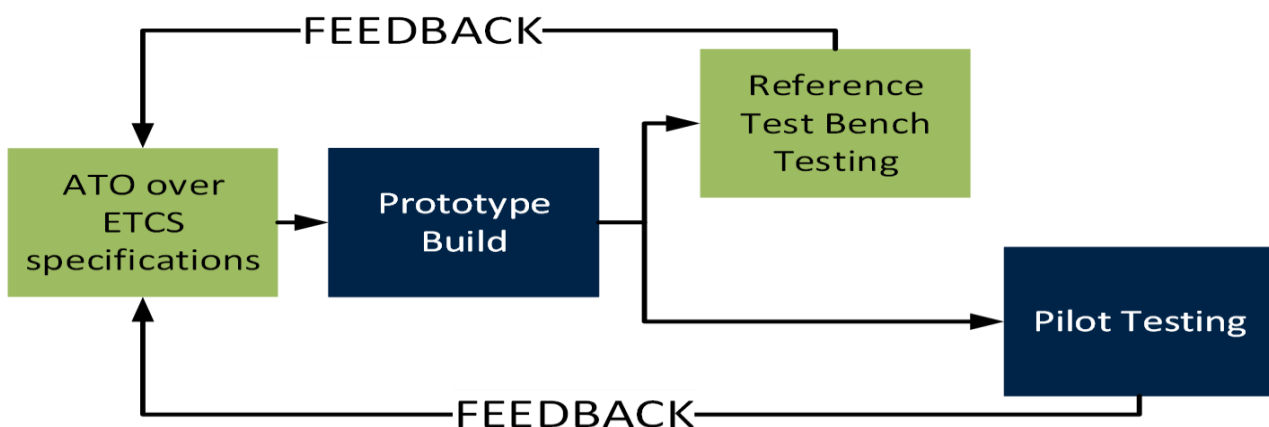 FEEDBACK
Reference
Test Bench
Testing
ATO over
ETCS
specifications
Prototype
Build
Pilot Testing
FEEDBACK